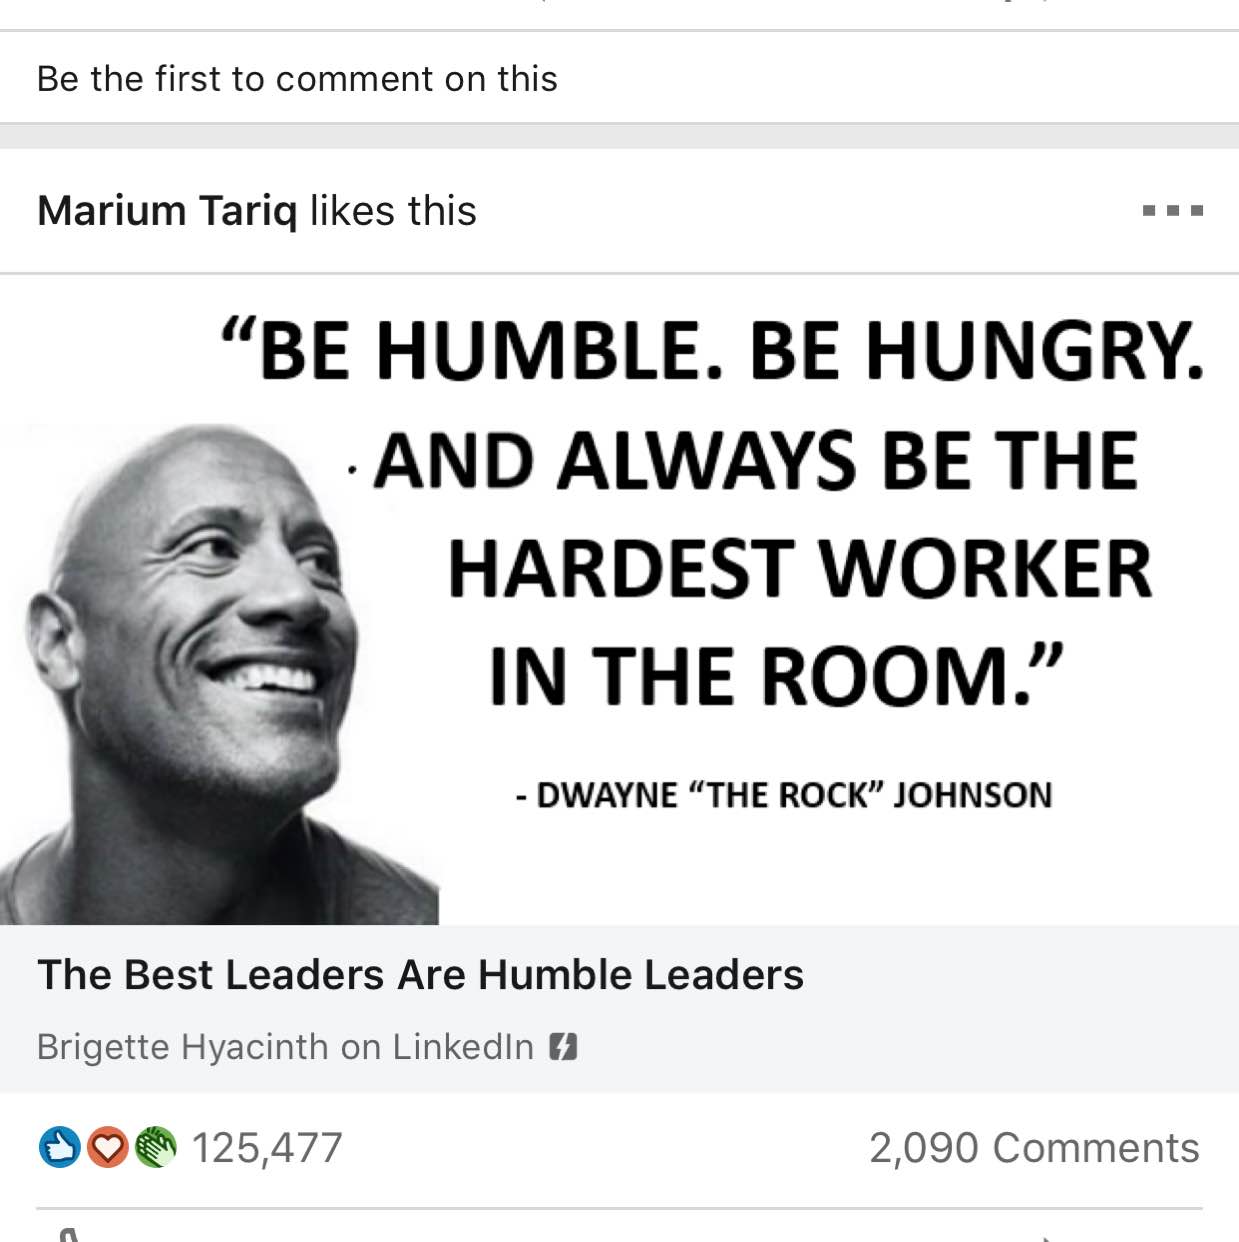 Be the first to comment on this
Marium Tariq likes this
“BE HUMBLE. BE HUNGRY.
AND ALWAYS BE THE
HARDEST WORKER
IN THE ROOM.”
- DWAYNE “THE ROCK” JOHNSON
The Best Leaders Are Humble Leaders
Brigette Hyacinth on LinkedIn
125,477
2,090 Comments